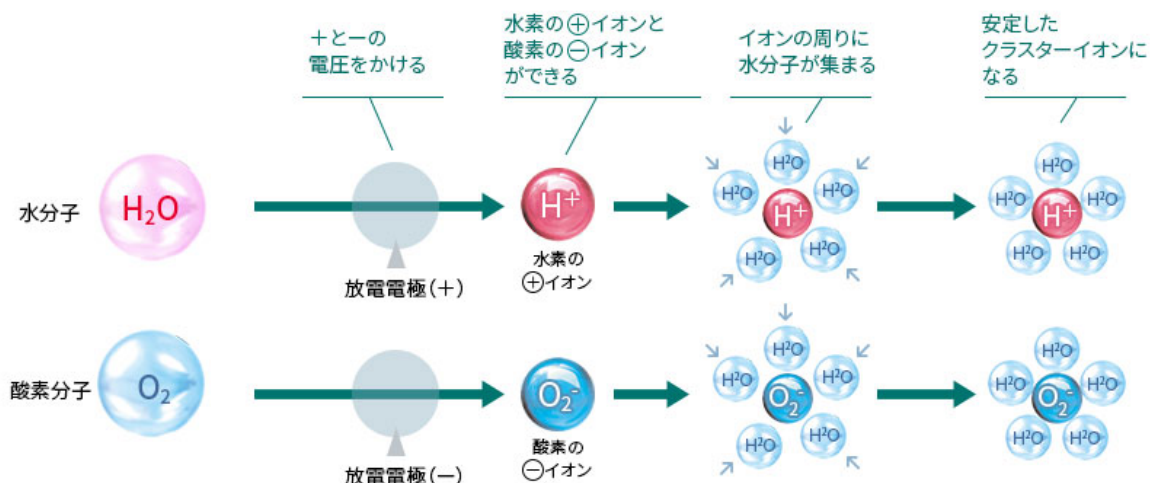 ＋とーの
電圧をかける
水素の⊕イオンと
酸素の⊖イオン
ができる
イオンの周りに
水分子が集まる
安定した
クラスターイオンに
なる
水分子
H₂O
放電電極(＋)
H⁺
水素の
⊕イオン
H²O
H²O
H²O
H⁺
H²O
H²O
H²O
H²O
H²O
H⁺
H²O
H²O
酸素分子
O₂
放電電極(ー)
O₂⁻
酸素の
⊖イオン
H²O
H²O
H²O
O₂⁻
H²O
H²O
H²O
H²O
H²O
O₂⁻
H²O
H²O